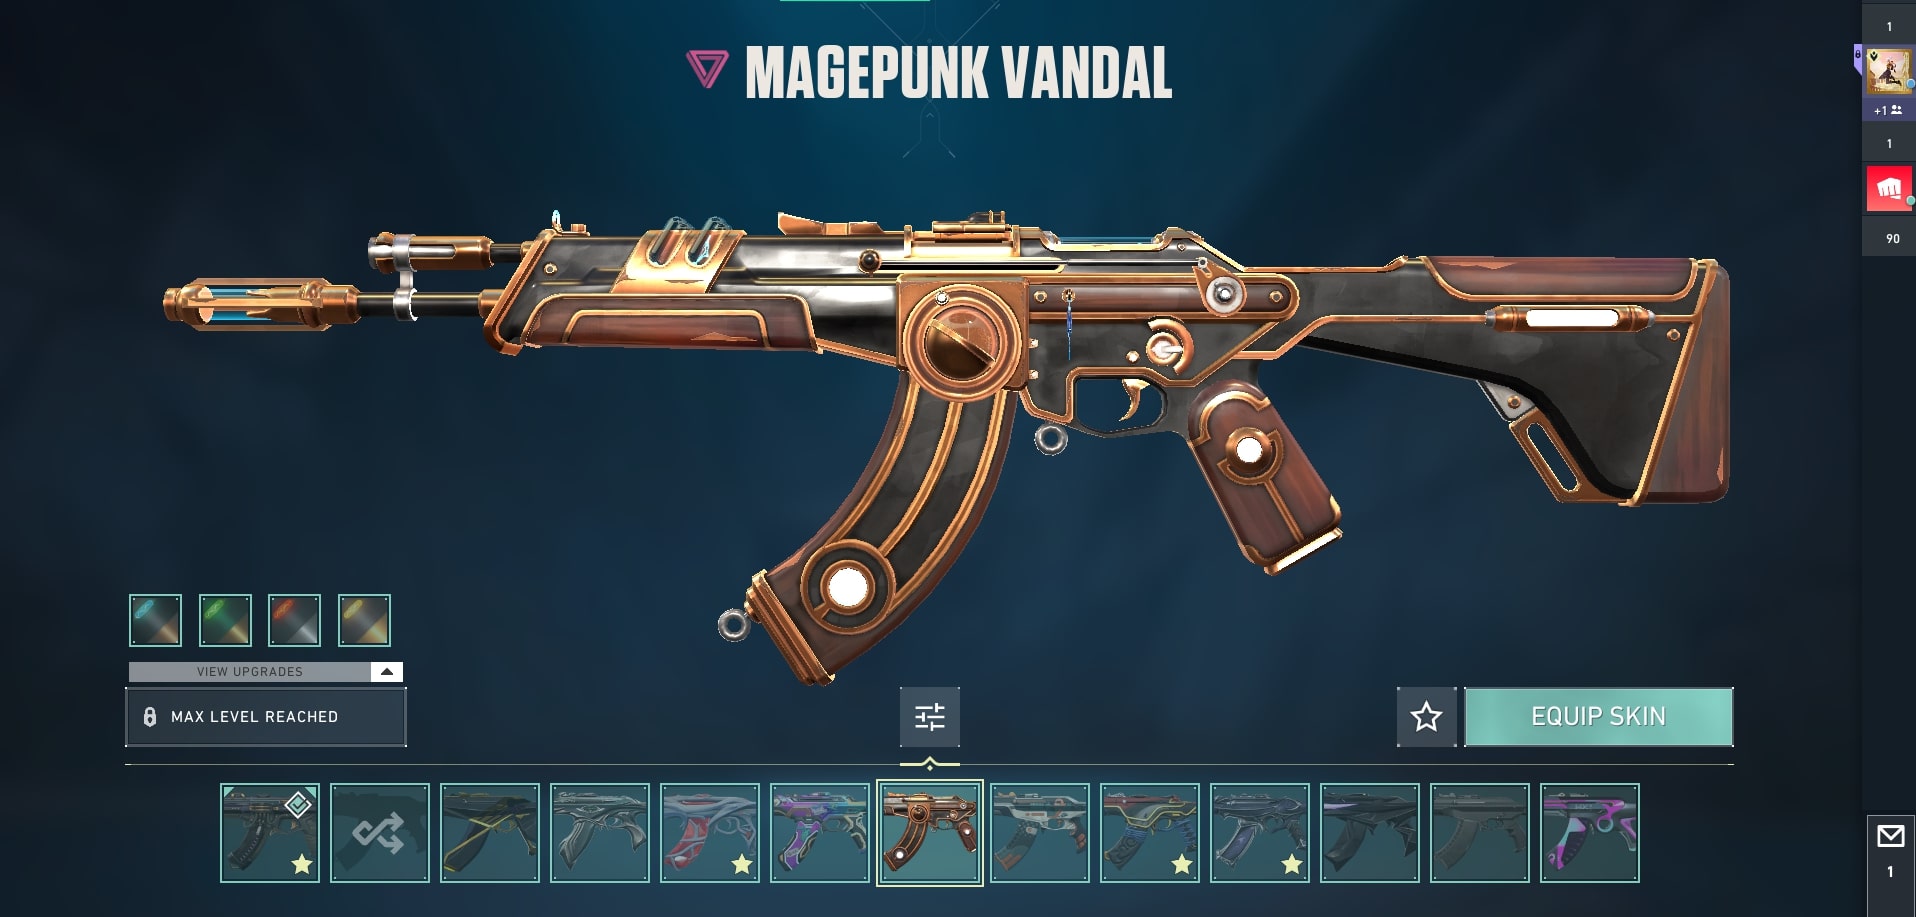 MAGEPUNK VANDAL
1
+1
1
90
VIEW UPGRADES
MAX LEVEL REACHED
EQUIP SKIN
1